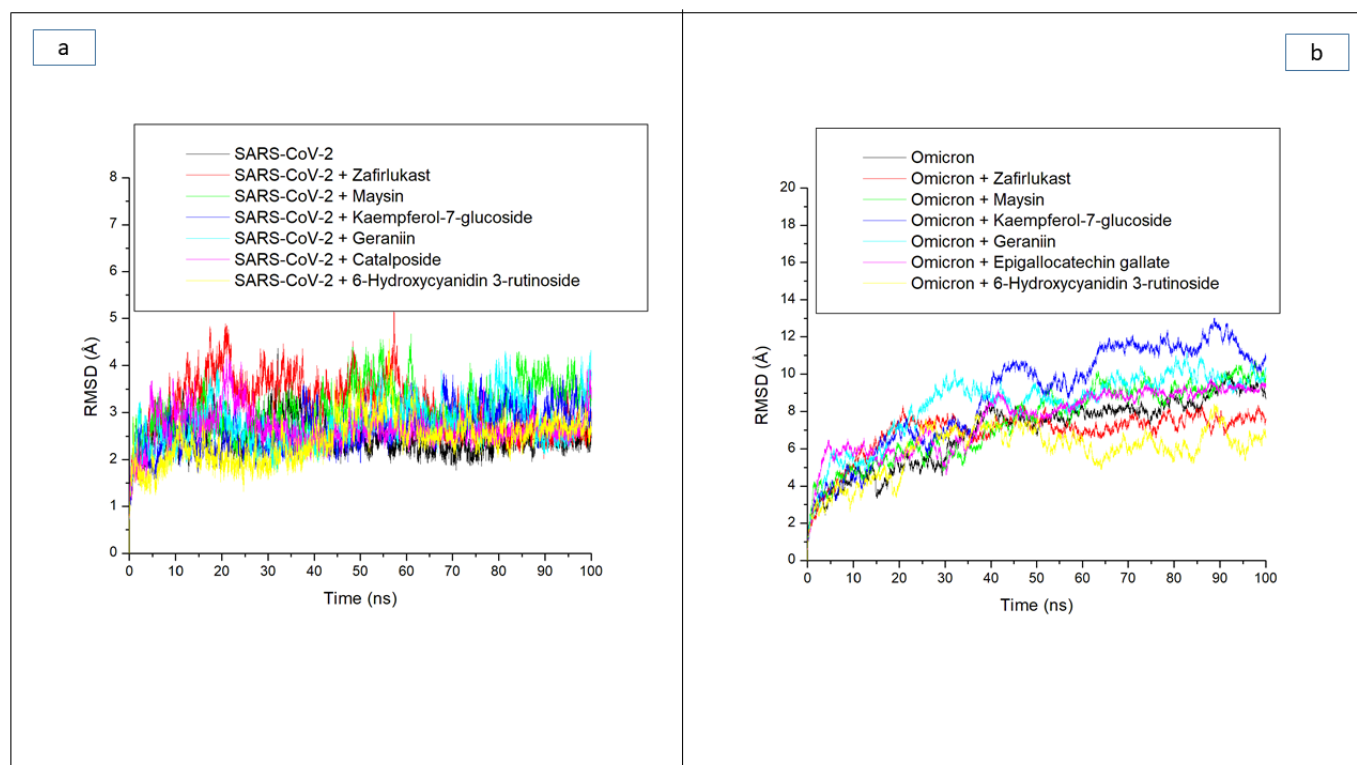 a
SARS-CoV-2
SARS-CoV-2 + Zafirlukast
SARS-CoV-2 + Maysin
SARS-CoV-2 + Kaempferol-7-glucoside
SARS-CoV-2 + Geraniin
SARS-CoV-2 + Catalposide
SARS-CoV-2 + 6-Hydroxycyanidin 3-rutinoside
8
7
6
5
4
3
2
1
0
RMSD (Å)
0 10 20 30 40 50 60 70 80 90 100
Time (ns)
b
Omicron
Omicron + Zafirlukast
Omicron + Maysin
Omicron + Kaempferol-7-glucoside
Omicron + Geraniin
Omicron + Epigallocatechin gallate
Omicron + 6-Hydroxycyanidin 3-rutinoside
20
18
16
14
12
10
8
6
4
2
0
RMSD (Å)
0 10 20 30 40 50 60 70 80 90 100
Time (ns)